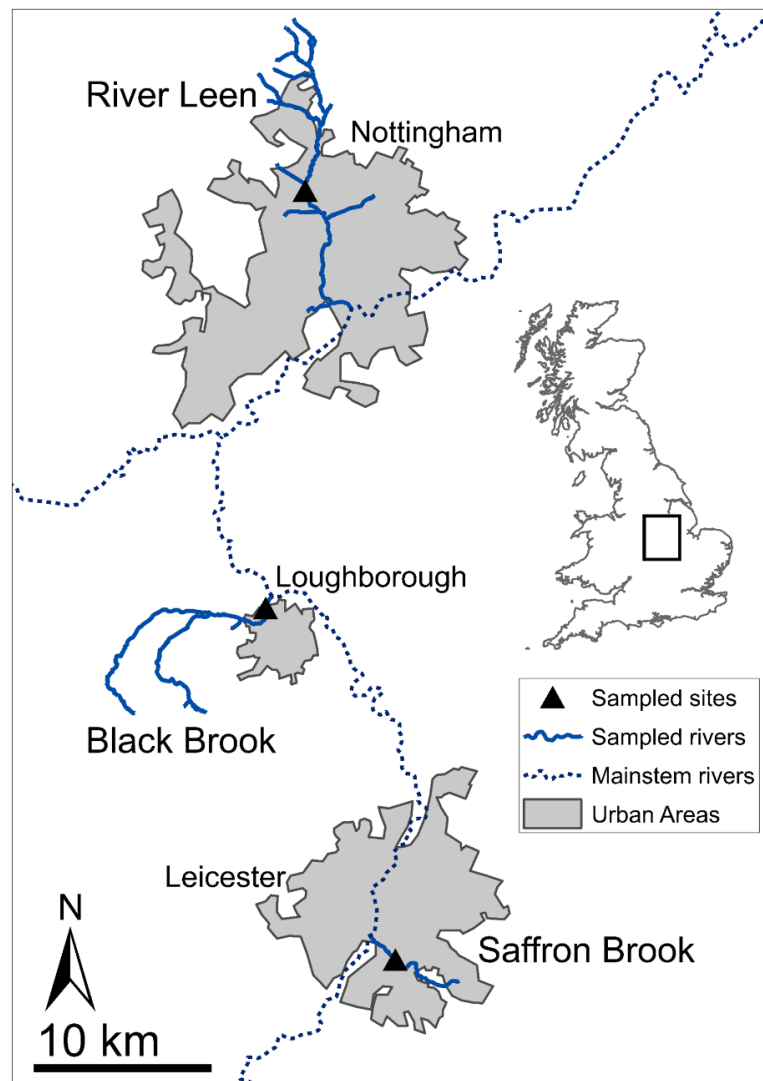 River Leen
Nottingham
Loughborough
Black Brook
Sampled sites
Sampled rivers
Mainstem rivers
Urban Areas
Leicester
Saffron Brook
N
10 km